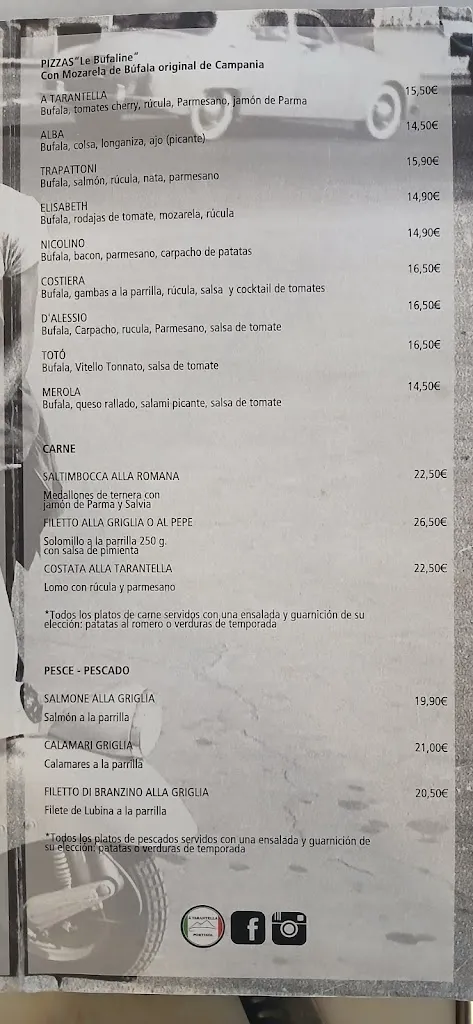 PIZZAS"Le Bufaline"
Con Mozarela de Búfala original de Campania
A TARANTELLA 15,50€
Bufala, tomates cherry, rúcula, Parmesano, jamón de Parma
ALBA 14,50€
Bufala, colsa, longaniza, ajo (picante)
TRAPATTONI 15,90€
Bufala, salmón, rúcula, nata, parmesano
ELISABETH 14,90€
Bufala, rodajas de tomate, mozarela, rúcula
NICOLINO 14,90€
Bufala, bacon, parmesano, carpacho de patatas
COSTIERA 16,50€
Bufala, gambas a la parrilla, rúcula, salsa y cocktail de tomates
D'ALESSIO 16,50€
Bufala, Carpacho, rucula, Parmesano, salsa de tomate
TOTÓ 16,50€
Bufala, Vitello Tonnato, salsa de tomate
MEROLA 14,50€
Bufala, queso rallado, salami picante, salsa de tomate
CARNE
SALTIMBOCCA ALLA ROMANA 22,50€
Medallones de ternera con
jamón de Parma y Salvia
FILETTO ALLA GRIGLIA O AL PEPE 26,50€
Solomillo a la parrilla 250 g.
con salsa de pimienta
COSTATA ALLA TARANTELLA 22,50€
Lomo con rúcula y parmesano
*Todos los platos de carne servidos con una ensalada y guarnición de su
elección: patatas al romero o verduras de temporada
PESCE - PESCADO
SALMONE ALLA GRIGLIA 19,90€
Salmón a la parrilla
CALAMARI GRIGLIA 21,00€
Calamares a la parrilla
FILETTO DI BRANZINO ALLA GRIGLIA 20,50€
Filete de Lubina a la parrilla
*Todos los platos de pescados servidos con una ensalada y guarnición de
su elección: patatas o verduras de temporada
A TARANTELLA